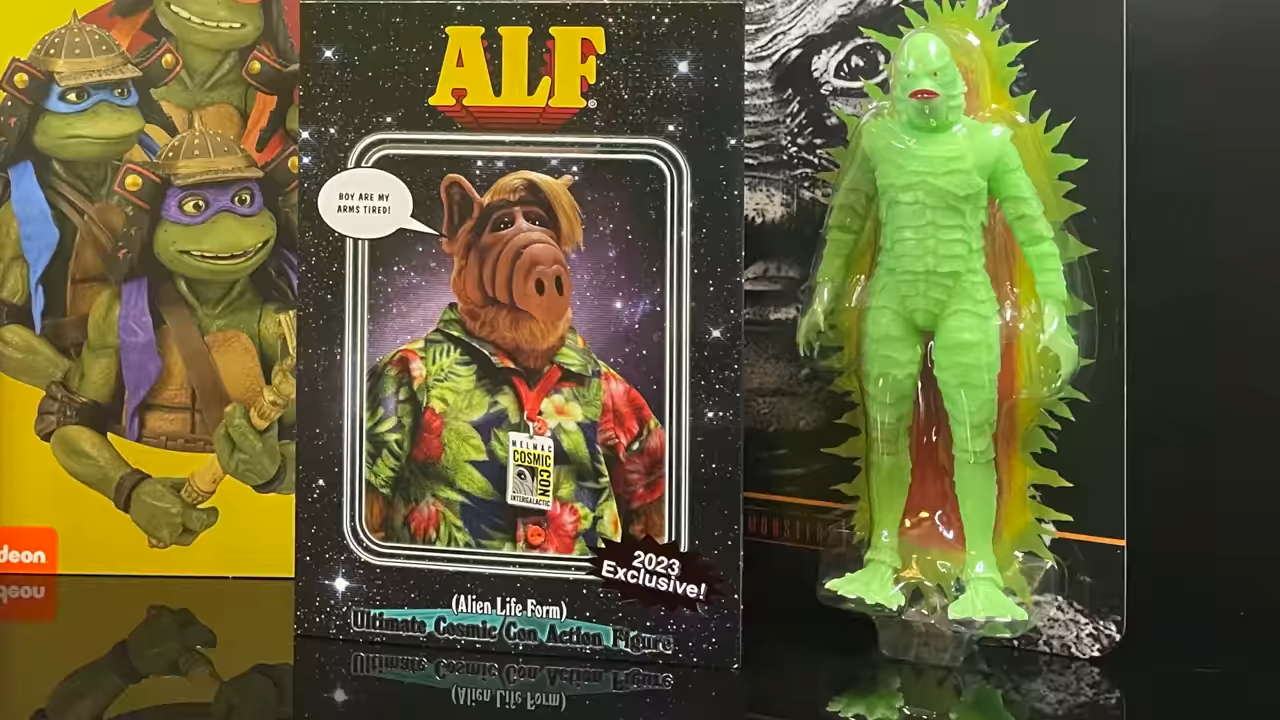 ALF
®
BOY ARE MY
ARMS TIRED!
MELMAC
COSMIC
CON
INTERGALACTIC
2023
Exclusive!
(Alien Life Form)
Ultimate Cosmic Con Action Figure
deon
MONSTER